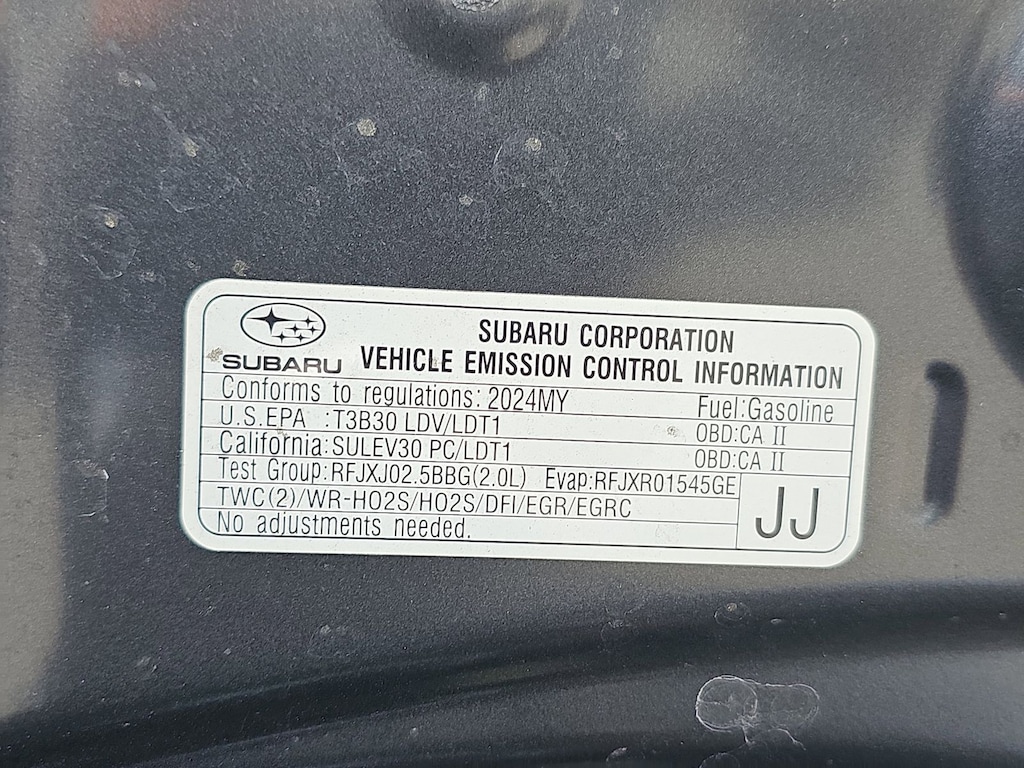 SUBARU
SUBARU CORPORATION
VEHICLE EMISSION CONTROL INFORMATION
Conforms to regulations: 2024MY Fuel:Gasoline
U.S.EPA :T3B30 LDV/LDT1 OBD:CA II
California:SULEV30 PC/LDT1 OBD:CA II
Test Group:RFJXJ02.5BBG(2.0L) Evap:RFJXR01545GE
TWC(2)/WR-HO2S/HO2S/DFI/EGR/EGRC
No adjustments needed.
JJ